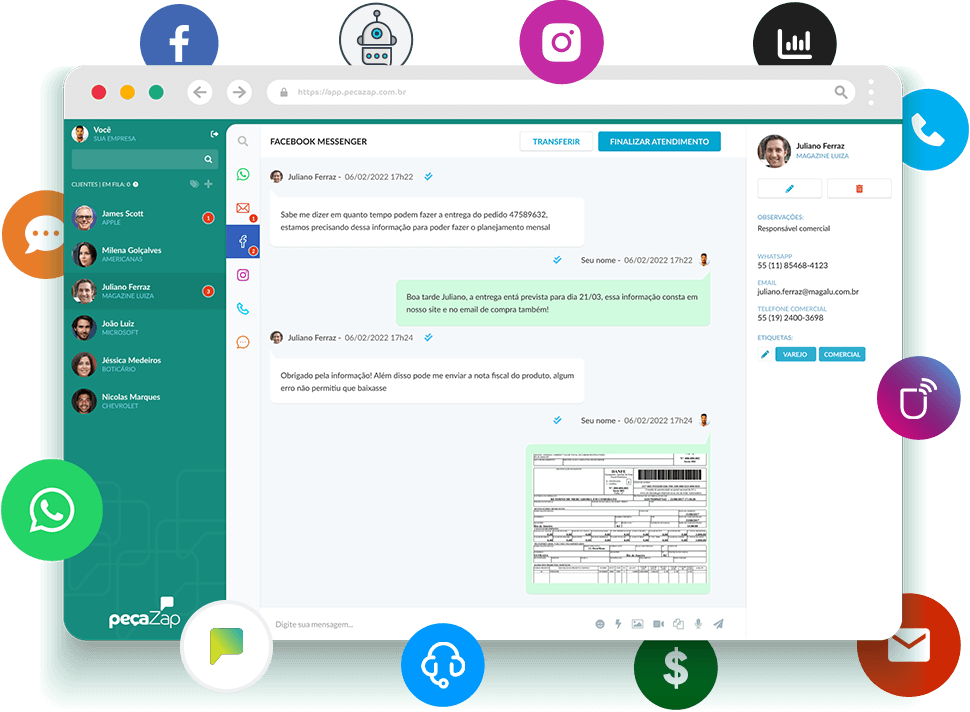 https://app.pecazap.com.br
Você
SUA EMPRESA
CLIENTES | EM FILA: 0
James Scott
APPLE
1
Milena Golçalves
AMERICANAS
Juliano Ferraz
MAGAZINE LUIZA
3
João Luiz
MICROSOFT
Jéssica Medeiros
BOTICÁRIO
Nicolas Marques
CHEVROLET
peçaZap
1
2
FACEBOOK MESSENGER
TRANSFERIR
FINALIZAR ATENDIMENTO
Juliano Ferraz - 06/02/2022 17h22
Sabe me dizer em quanto tempo podem fazer a entrega do pedido 47589632,
estamos precisando dessa informação para poder fazer o planejamento mensal
Seu nome - 06/02/2022 17h22
Boa tarde Juliano, a entrega entá prevista para dia 21/03, essa informação consta em
nosso site e no email de compra também!
Juliano Ferraz - 06/02/2022 17h24
Obrigado pela informação! Além disso pode me enviar a nota fiscal do produto, algum
erro não permitiu que baixasse
Seu nome - 06/02/2022 17h24
DANFE
Digite sua mensagem...
Juliano Ferraz
MAGAZINE LUIZA
OBSERVAÇÕES:
Responsável comercial
WHATSAPP
55 (11) 85468-4123
EMAIL
juliano.ferraz@magalu.com.br
TELEFONE COMERCIAL
55 (19) 2400-3698
ETIQUETAS:
VAREJO
COMERCIAL